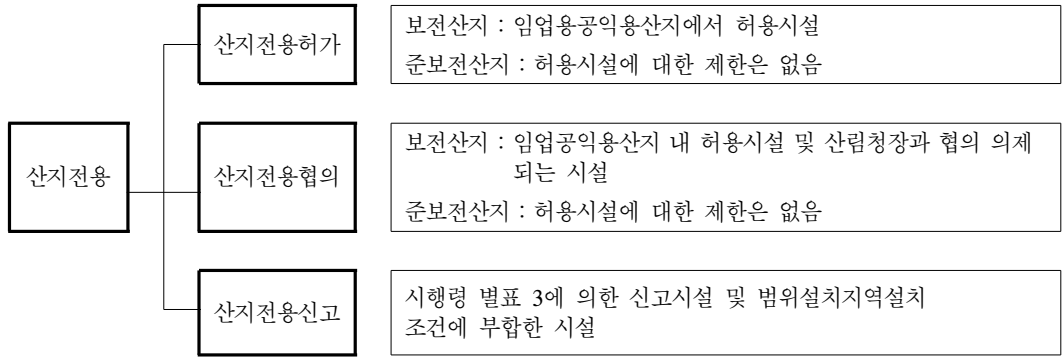 산지전용
산지전용허가
보전산지 : 임업용공익용산지에서 허용시설
준보전산지 : 허용시설에 대한 제한은 없음
산지전용협의
보전산지 : 임업공익용산지 내 허용시설 및 산림청장과 협의 의제
되는 시설
준보전산지 : 허용시설에 대한 제한은 없음
산지전용신고
시행령 별표 3에 의한 신고시설 및 범위설치지역설치
조건에 부합한 시설